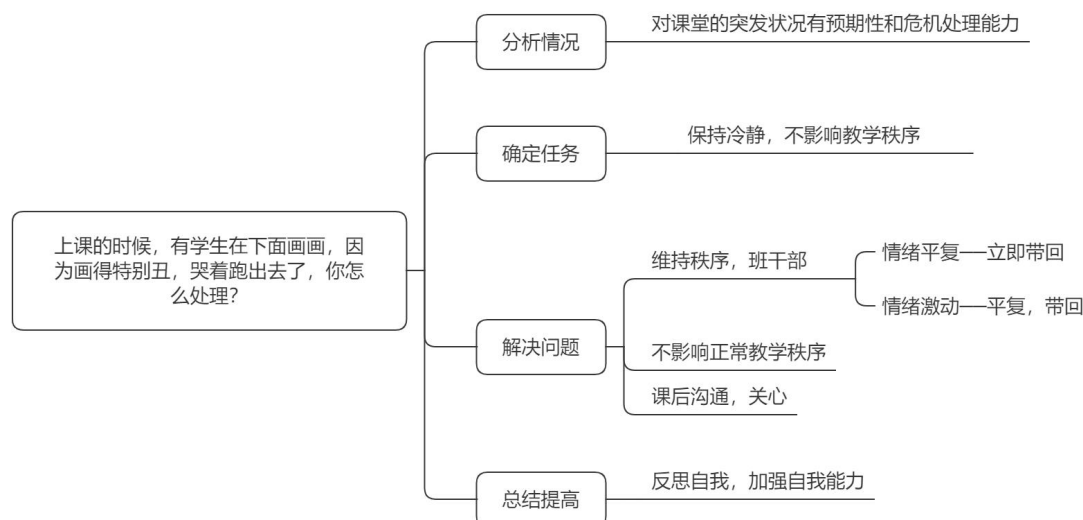 上课的时候，有学生在下面画画，因
为画得特别丑，哭着跑出去了，你怎
么处理？
分析情况
对课堂的突发状况有预期性和危机处理能力
确定任务
保持冷静，不影响教学秩序
解决问题
维持秩序，班干部
情绪平复——立即带回
情绪激动——平复，带回
不影响正常教学秩序
课后沟通，关心
总结提高
反思自我，加强自我能力